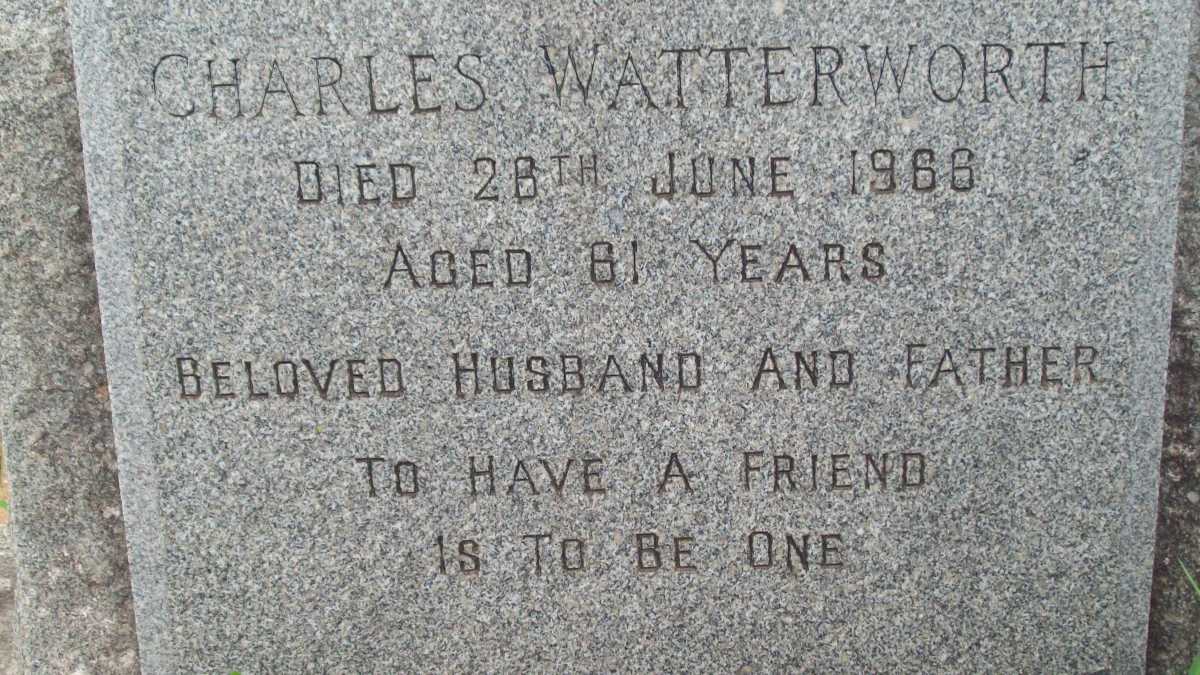 CHARLES WATTERWORTH
DIED 26TH JUNE 1966
AGED 61 YEARS
BELOVED HUSBAND AND FATHER
TO HAVE A FRIEND
IS TO BE ONE